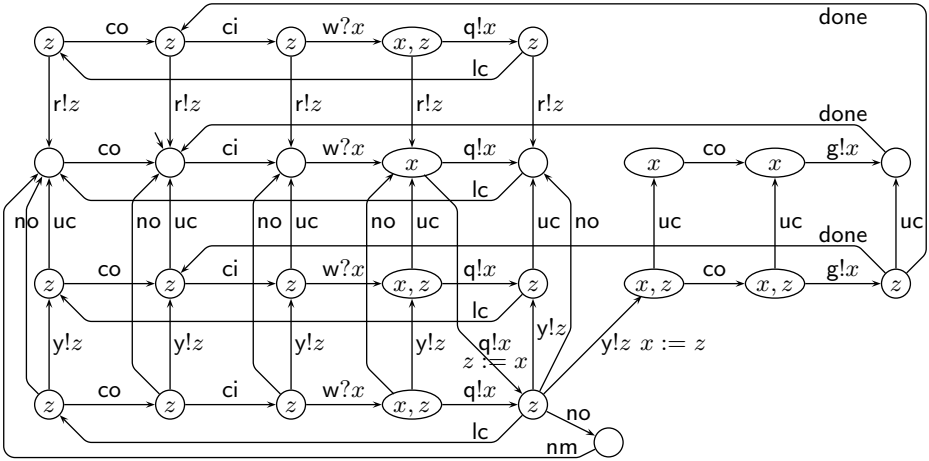 done
co ci w?x q!x
z z z x, z z
lc
r!z r!z r!z r!z r!z
done
co ci w?x q!x co g!x
x x x
lc
no uc no uc no uc no uc uc no uc uc uc
done
co ci w?x q!x co g!x
z z z x, z z x, z x, z z
lc
y!z y!z y!z y!z y!z y!z x := z
q!x
z := x
co ci w?x q!x
z z z x, z z
no
lc
nm